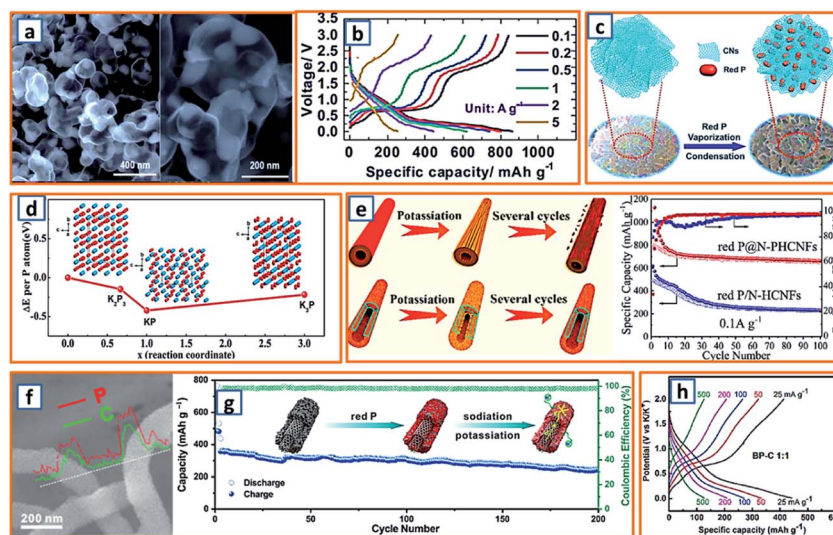 a
400 nm
200 nm
b
Voltage/ V
3.0
2.5
2.0
1.5
1.0
0.5
0.0
0.1
0.2
0.5
1
2
5
Unit: A g⁻¹
0 200 400 600 800 1000
Specific capacity/ mAh g⁻¹
c
CNs
Red P
Red P
Vaporization
Condensation
d
ΔE per P atom(eV)
0.5
0.0
-0.5
K₂P₃
KP
K₃P
0.0 0.5 1.0 1.5 2.0 2.5 3.0
x (reaction coordinate)
e
Potassiation
Several cycles
Potassiation
Several cycles
Specific Capacity (mAh g⁻¹)
1200
1000
800
600
400
200
0
red P@N-PHCNFs
red P/N-HCNFs
0.1A g⁻¹
80
60
40
20
0 10 20 30 40 50 60 70 80 90 100
Cycle Number
f
P
C
200 nm
g
Capacity (mAh g⁻¹)
800
600
400
200
0
red P
sodiation
potassiation
Discharge
Charge
Coulombic Efficiency (%)
100
80
60
40
20
0
0 50 100 150 200
Cycle Number
h
Potential (V vs K/K⁺)
2.0
1.5
1.0
0.5
0.0
500 200 100 50 25 mA g⁻¹
BP-C 1:1
500 200 100 50 25 mA g⁻¹
0 100 200 300 400 500
Specific capacity (mAh g⁻¹)